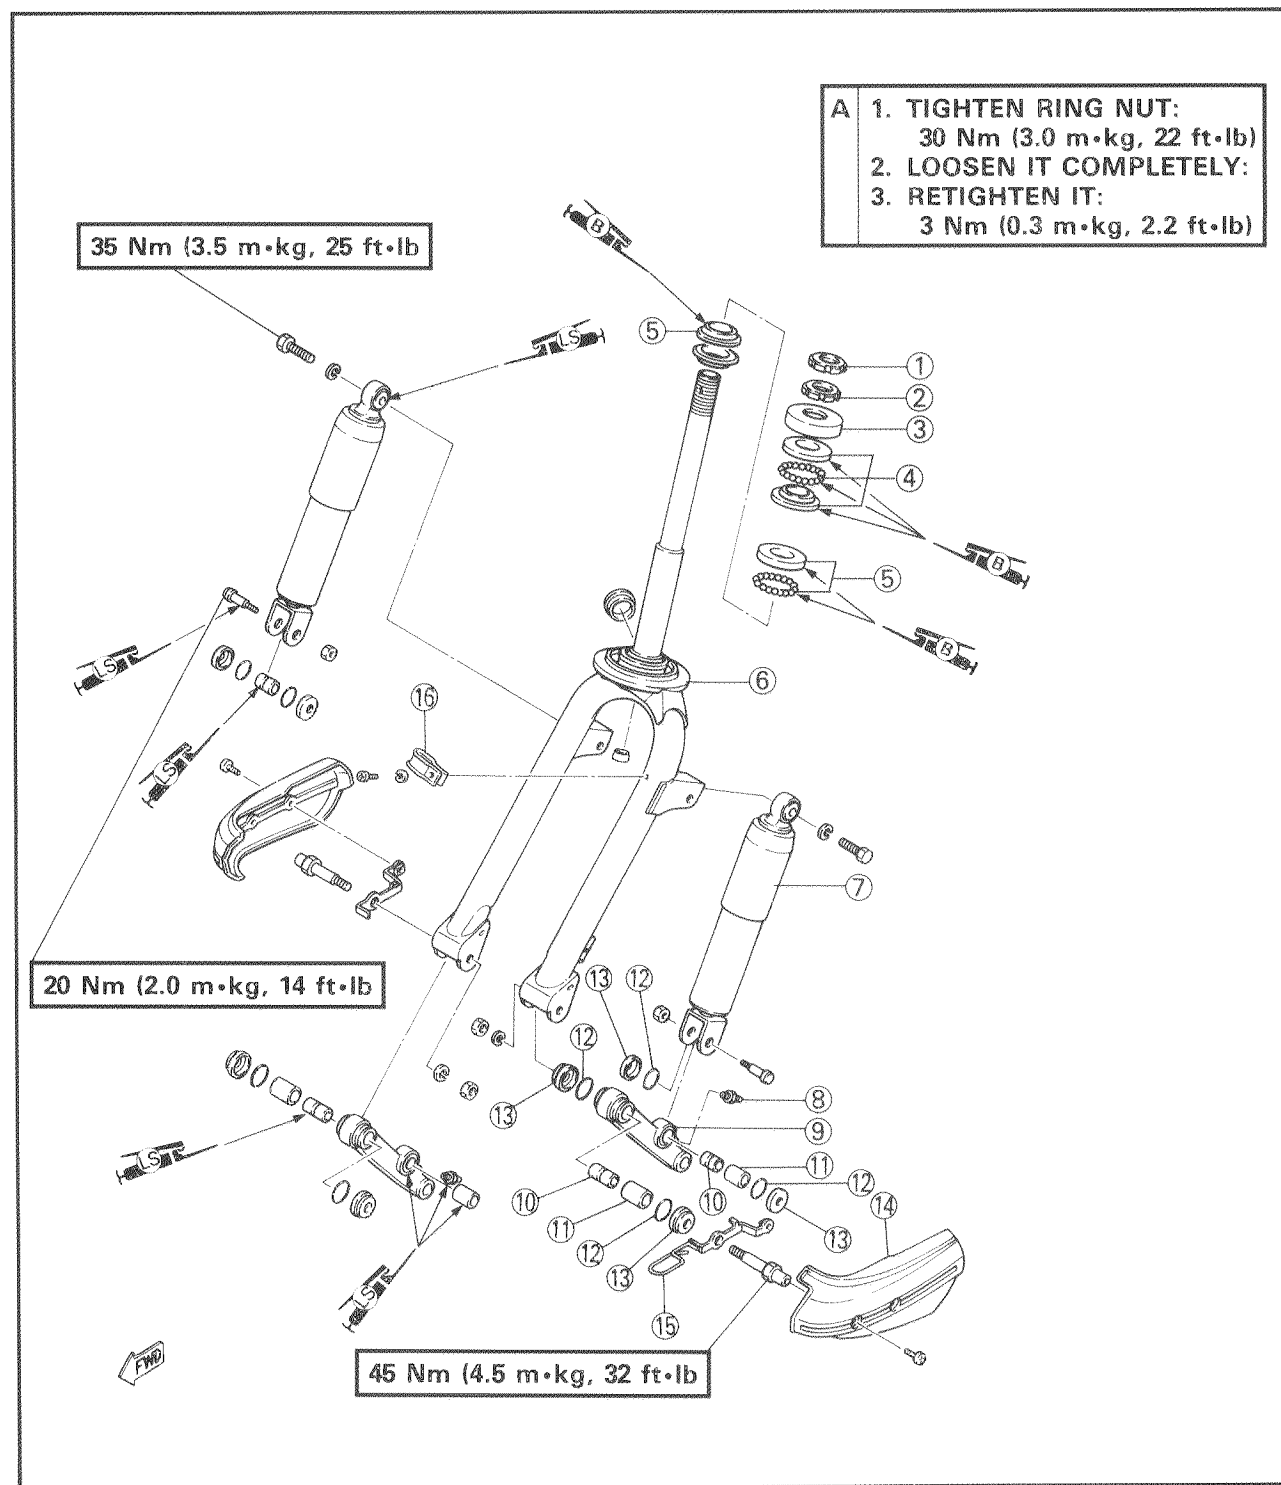 A 1. TIGHTEN RING NUT:
30 Nm (3.0 m•kg, 22 ft•lb)
2. LOOSEN IT COMPLETELY:
3. RETIGHTEN IT:
3 Nm (0.3 m•kg, 2.2 ft•lb)
B
35 Nm (3.5 m•kg, 25 ft•lb
LS
5
1
2
3
4
B
5
B
LS
6
16
LS
7
20 Nm (2.0 m•kg, 14 ft•lb
13
12
12
13
8
9
LS
10
11
10
11
12
14
12
13
13
15
LS
FWD
45 Nm (4.5 m•kg, 32 ft•lb